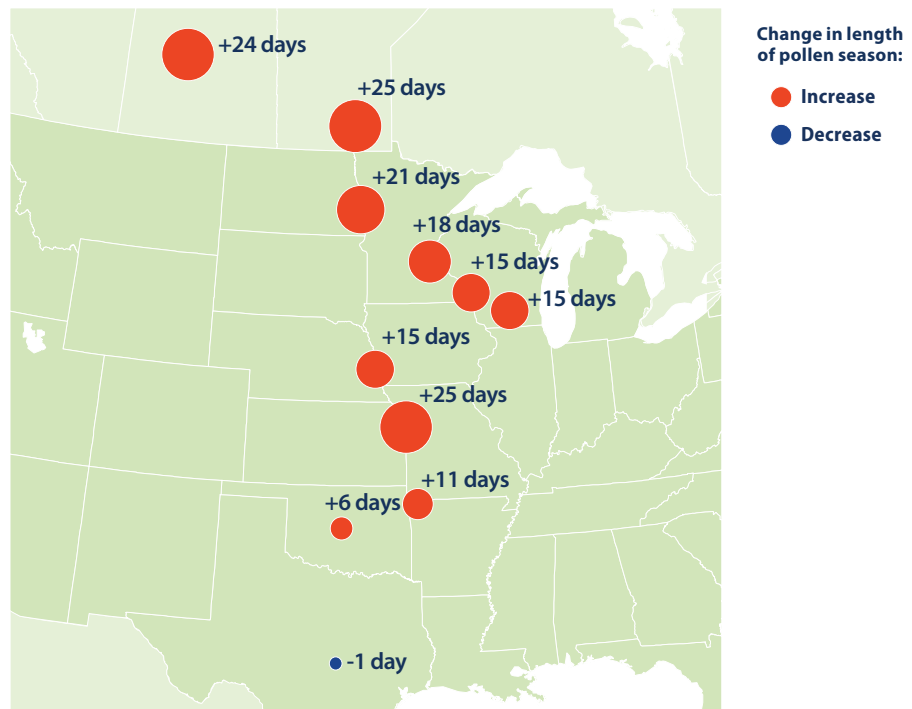 +24 days
+25 days
+21 days
+18 days
+15 days
+15 days
+15 days
+25 days
+11 days
+6 days
-1 day
Change in length
of pollen season:
Increase
Decrease